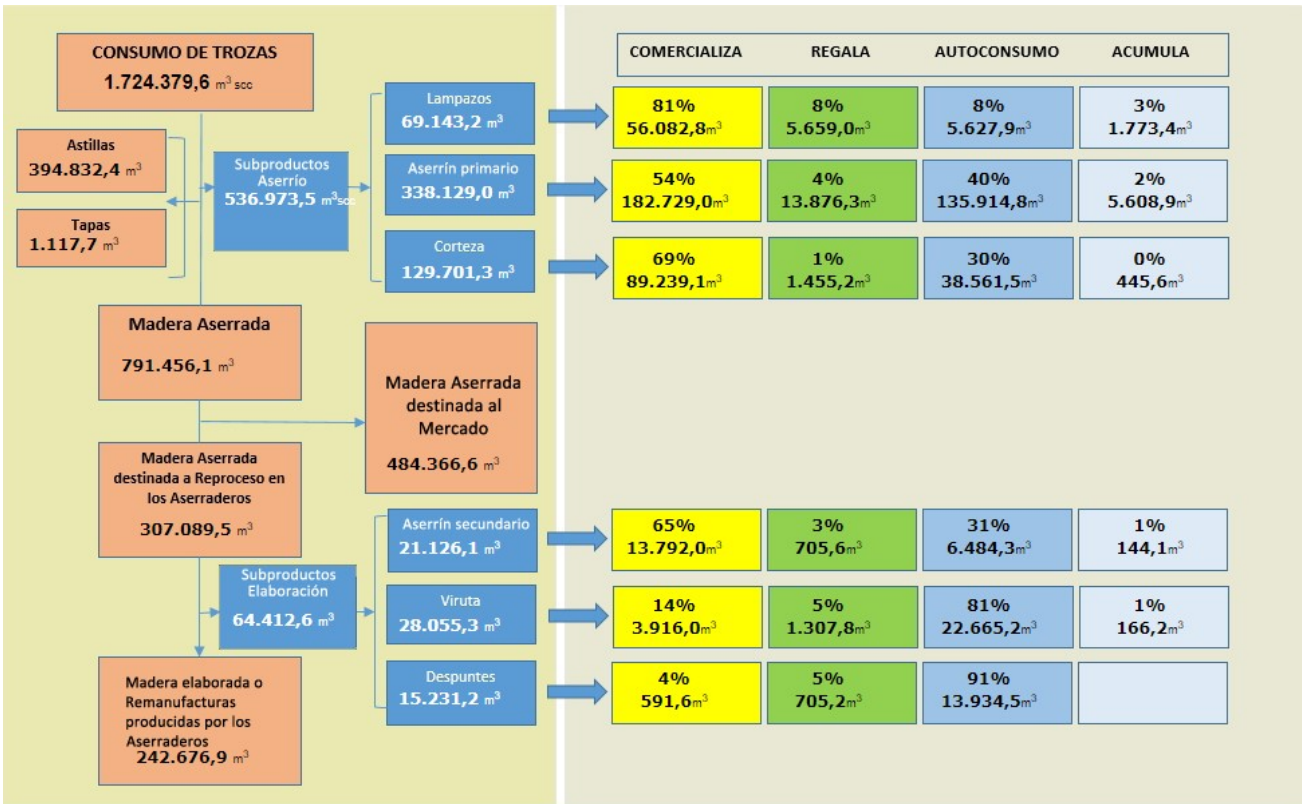 CONSUMO DE TROZAS
1.724.379,6 m³ scc
Astillas
394.832,4 m³
Tapas
1.117,7 m³
Subproductos
Aserrío
536.973,5 m³scc
Lampazos
69.143,2 m³
Aserrín primario
338.129,0 m³
Corteza
129.701,3 m³
COMERCIALIZA REGALA AUTOCONSUMO ACUMULA
81% 8% 8% 3%
56.082,8m³ 5.659,0m³ 5.627,9m³ 1.773,4m³
54% 4% 40% 2%
182.729,0m³ 13.876,3m³ 135.914,8m³ 5.608,9m³
69% 1% 30% 0%
89.239,1m³ 1.455,2m³ 38.561,5m³ 445,6m³
Madera Aserrada
791.456,1 m³
Madera Aserrada
destinada al
Mercado
484.366,6 m³
Madera Aserrada
destinada a Reproceso en
los Aserraderos
307.089,5 m³
Subproductos
Elaboración
64.412,6 m³
Aserrín secundario
21.126,1 m³
Viruta
28.055,3 m³
Despuntes
15.231,2 m³
65% 3% 31% 1%
13.792,0m³ 705,6m³ 6.484,3m³ 144,1m³
14% 5% 81% 1%
3.916,0m³ 1.307,8m³ 22.665,2m³ 166,2m³
4% 5% 91%
591,6m³ 705,2m³ 13.934,5m³
Madera elaborada o
Remanufacturas
producidas por los
Aserraderos
242.676,9 m³